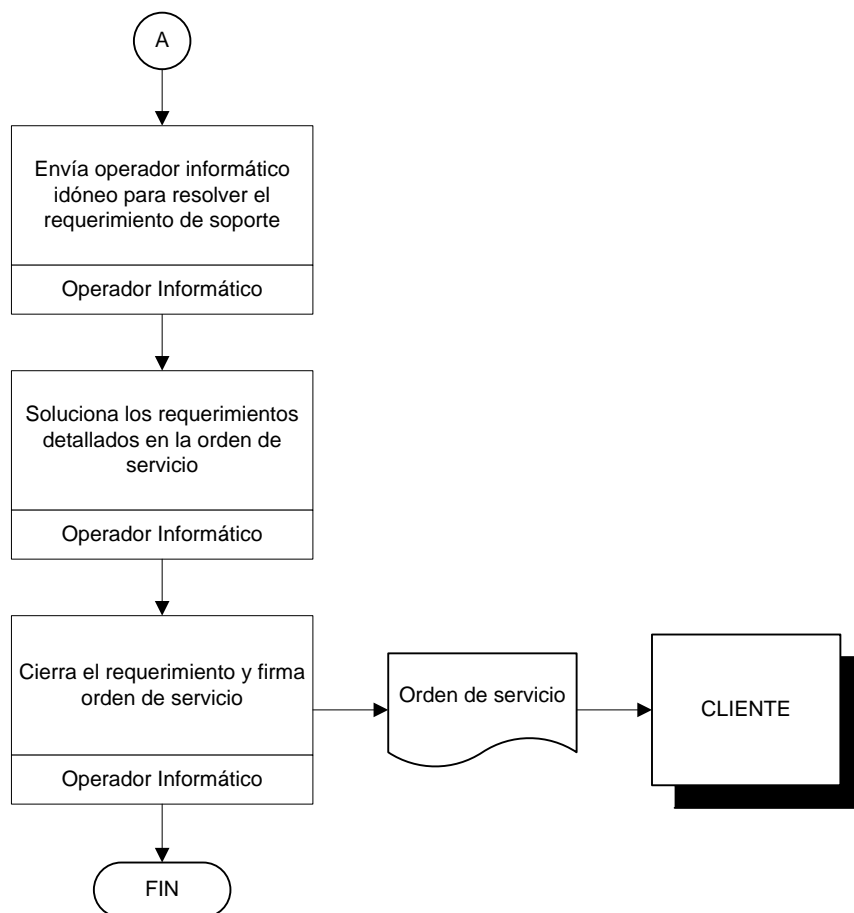 A
Envía operador informático
idóneo para resolver el
requerimiento de soporte
Operador Informático
Soluciona los requerimientos
detallados en la orden de
servicio
Operador Informático
Cierra el requerimiento y firma
orden de servicio
Operador Informático
Orden de servicio
CLIENTE
FIN